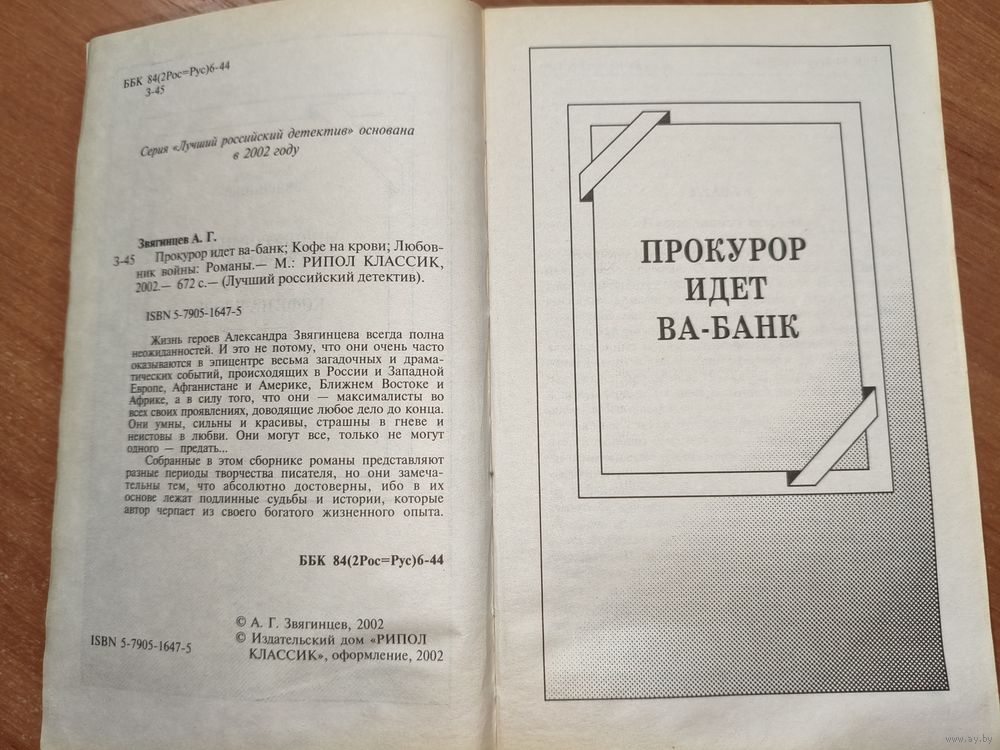 ББК 84(2Рос=Рус)6-44
З-45
Серия «Лучший российский детектив» основана
в 2002 году
Звягинцев А. Г.
З-45 Прокурор идет ва-банк; Кофе на крови; Любов-
ник войны: Романы.— М.: РИПОЛ КЛАССИК,
2002.— 672 с.— (Лучший российский детектив).
ISBN 5-7905-1647-5
Жизнь героев Александра Звягинцева всегда полна
неожиданностей. И это не потому, что они очень часто
оказываются в эпицентре весьма загадочных и драма-
тических событий, происходящих в России и Западной
Европе, Афганистане и Америке, Ближнем Востоке и
Африке, а в силу того, что они — максималисты во
всех своих проявлениях, доводящие любое дело до конца.
Они умны, сильны и красивы, страшны в гневе и
неистовы в любви. Они могут все, только не могут
одного — предать...
Собранные в этом сборнике романы представляют
разные периоды творчества писателя, но они замеча-
тельны тем, что абсолютно достоверны, ибо в их
основе лежат подлинные судьбы и истории, которые
автор черпает из своего богатого жизненного опыта.
ББК 84(2Рос=Рус)6-44
© А. Г. Звягинцев, 2002
© Издательский дом «РИПОЛ
КЛАССИК», оформление, 2002
ISBN 5-7905-1647-5
ПРОКУРОР
ИДЕТ
ВА-БАНК
www.ay.by